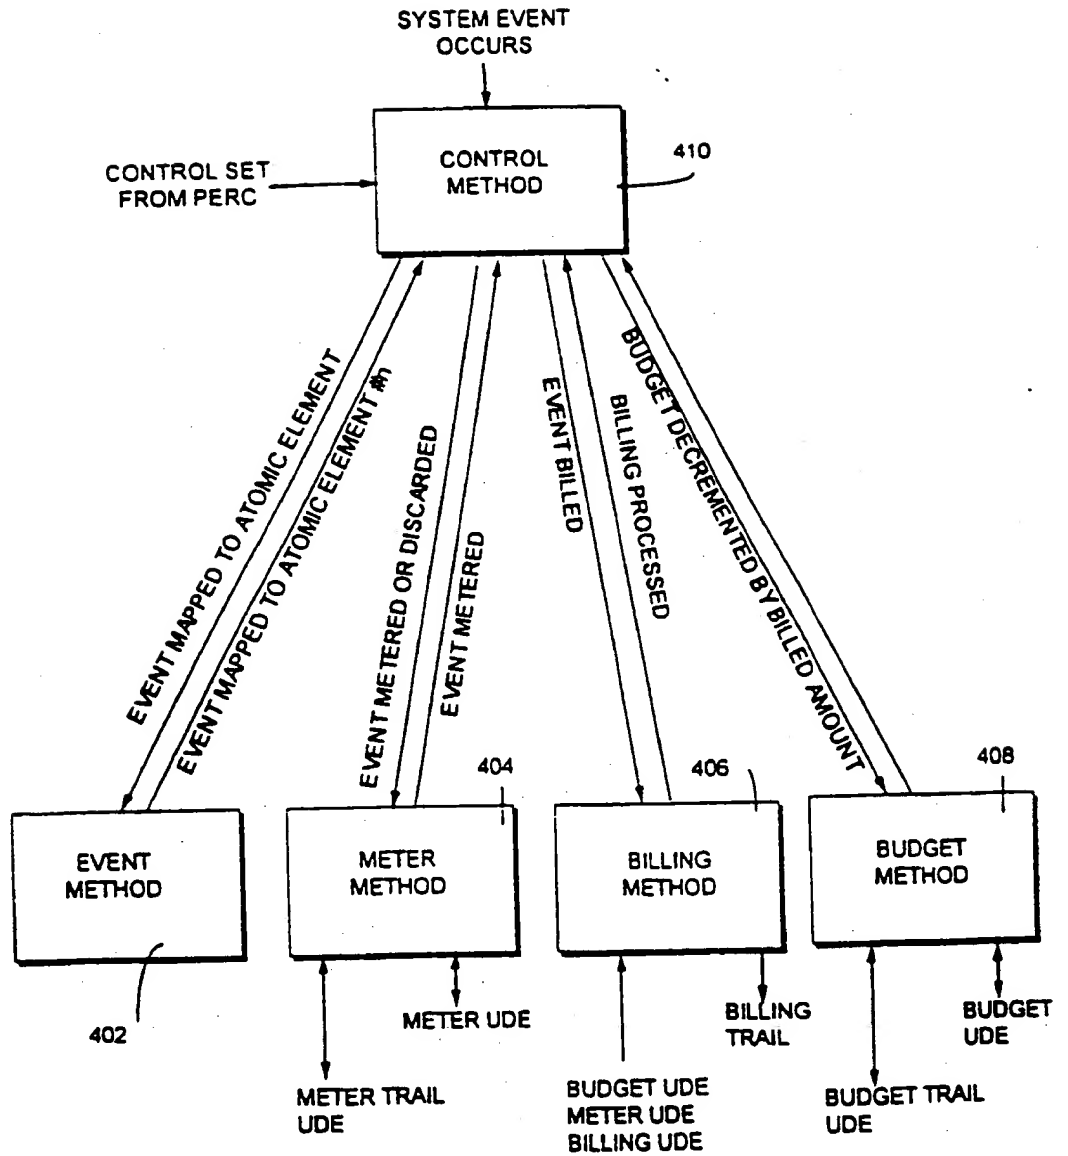 SYSTEM EVENT
OCCURS
CONTROL
METHOD
410
CONTROL SET
FROM PERC
EVENT MAPPED TO ATOMIC ELEMENT
EVENT MAPPED TO ATOMIC ELEMENT #n
EVENT METERED OR DISCARDED
EVENT METERED
EVENT BILLED
BILLING PROCESSED
BUDGET DECREMENTED BY BILLED AMOUNT
404
406
408
EVENT
METHOD
METER
METHOD
BILLING
METHOD
BUDGET
METHOD
402
METER UDE
METER TRAIL
UDE
BUDGET UDE
METER UDE
BILLING UDE
BILLING
TRAIL
BUDGET
UDE
BUDGET TRAIL
UDE